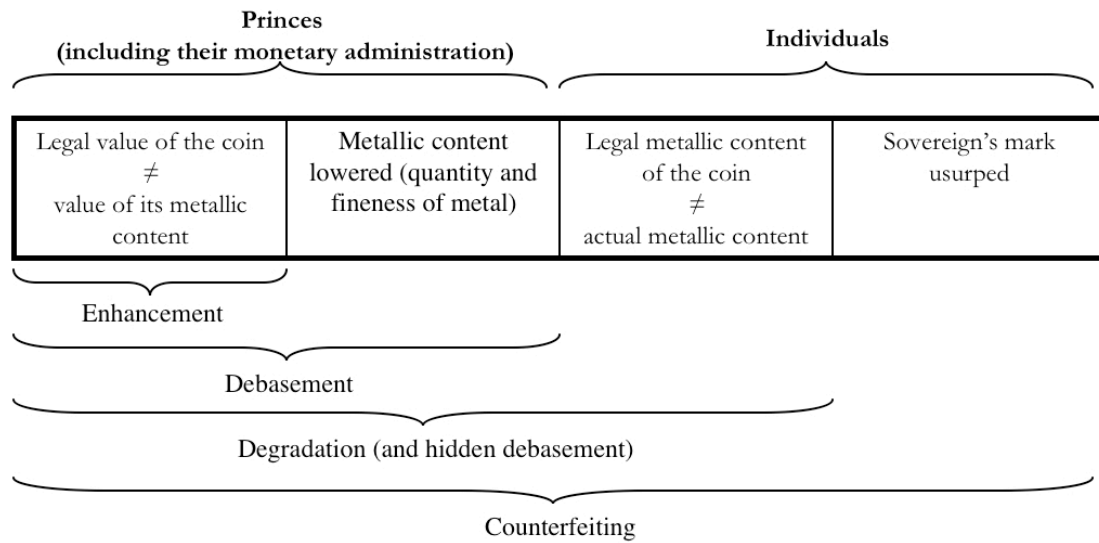 Princes
(including their monetary administration)
Individuals
Legal value of the coin
≠
value of its metallic
content
Metallic content
lowered (quantity and
fineness of metal)
Legal metallic content
of the coin
≠
actual metallic content
Sovereign’s mark
usurped
Enhancement
Debasement
Degradation (and hidden debasement)
Counterfeiting